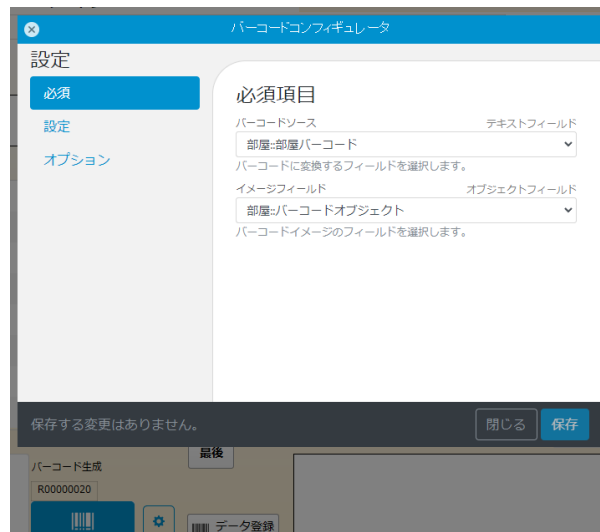 バーコードコンフィギュレータ
設定
必須
設定
オプション
必須項目
バーコードソース テキストフィールド
部屋::部屋バーコード
バーコードに変換するフィールドを選択します。
イメージフィールド オブジェクトフィールド
部屋::バーコードオブジェクト
バーコードイメージのフィールドを選択します。
保存する変更はありません。
閉じる 保存
最後
バーコード生成
R00000020
データ登録